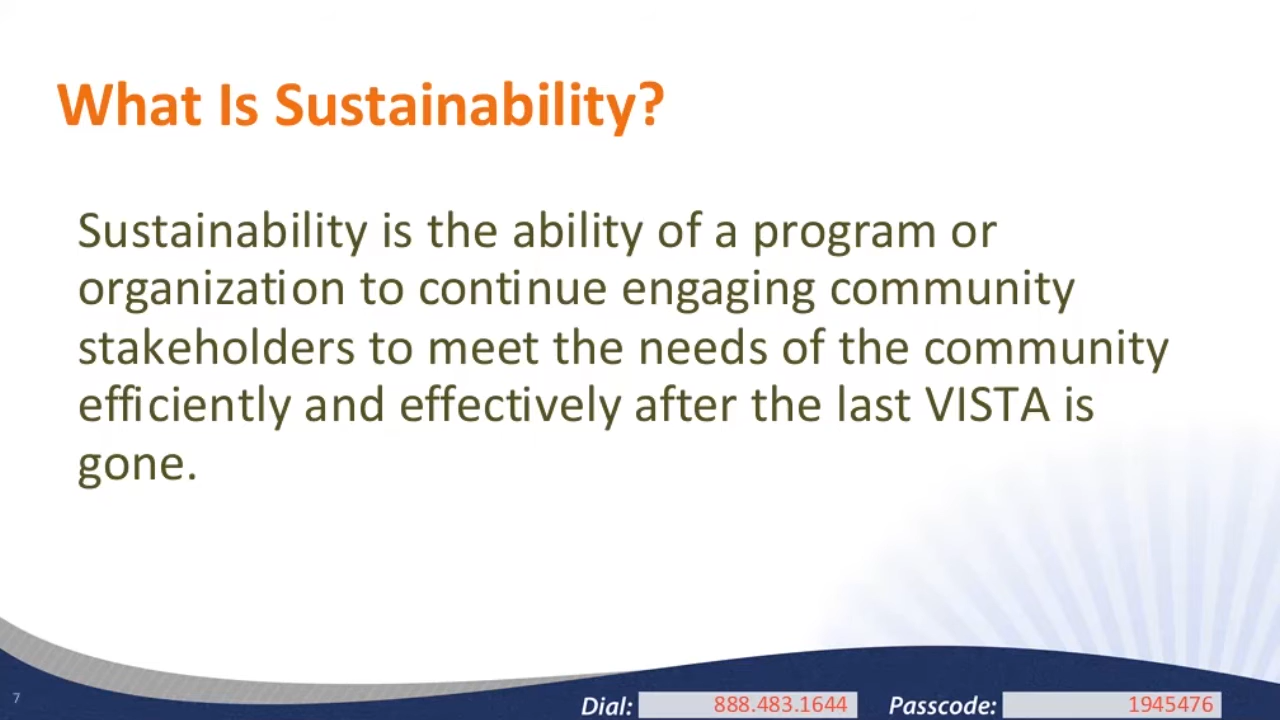 What Is Sustainability?
Sustainability is the ability of a program or
organization to continue engaging community
stakeholders to meet the needs of the community
efficiently and effectively after the last VISTA is
gone.
7
Dial: 888.483.1644 Passcode: 1945476